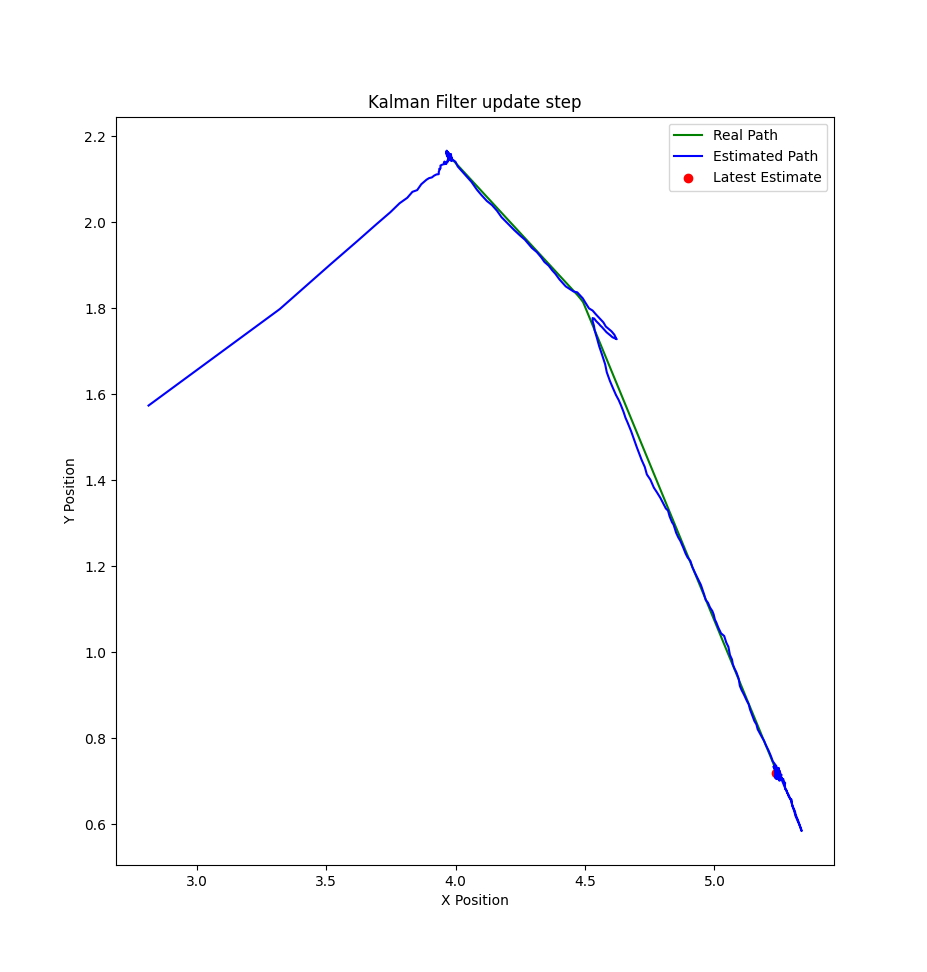 Kalman Filter update step
Real Path
Estimated Path
Latest Estimate
2.2
2.0
1.8
1.6
1.4
1.2
1.0
0.8
0.6
Y Position
3.0 3.5 4.0 4.5 5.0
X Position